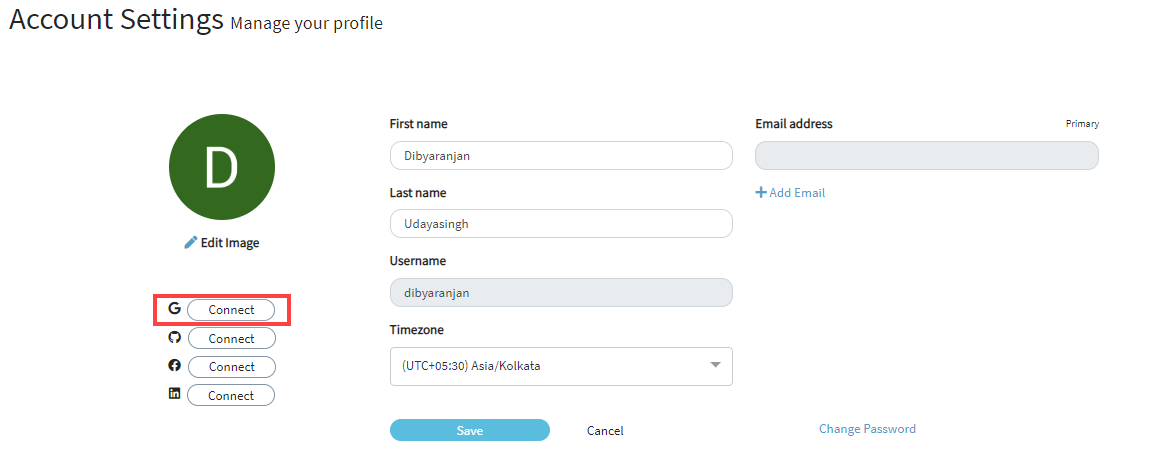 Account Settings Manage your profile
D
Edit Image
G Connect
Connect
Connect
in Connect
First name
Dibyaranjan
Last name
Udayasingh
Username
dibyaranjan
Timezone
(UTC+05:30) Asia/Kolkata
Save Cancel
Email address Primary
+ Add Email
Change Password